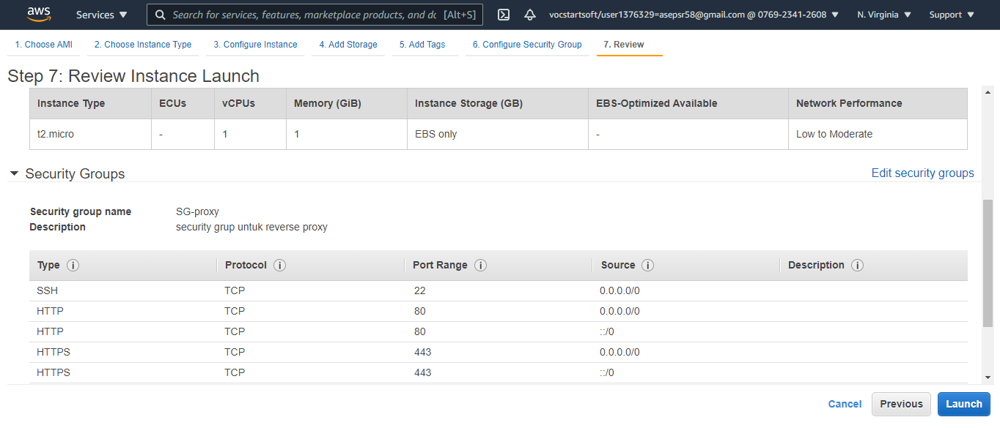 aws Services Search for services, features, marketplace products, and dc [Alt+S] vocstartsoft/user1376329=asepsr58@gmail.com @ 0769-2341-2608 N. Virginia Support
1. Choose AMI 2. Choose Instance Type 3. Configure Instance 4. Add Storage 5. Add Tags 6. Configure Security Group 7. Review
Step 7: Review Instance Launch
Instance Type ECUs vCPUs Memory (GiB) Instance Storage (GB) EBS-Optimized Available Network Performance
t2.micro - 1 1 EBS only - Low to Moderate
Security Groups Edit security groups
Security group name SG-proxy
Description security grup untuk reverse proxy
Type i Protocol i Port Range i Source i Description i
SSH TCP 22 0.0.0.0/0
HTTP TCP 80 0.0.0.0/0
HTTP TCP 80 ::/0
HTTPS TCP 443 0.0.0.0/0
HTTPS TCP 443 ::/0
Cancel Previous Launch